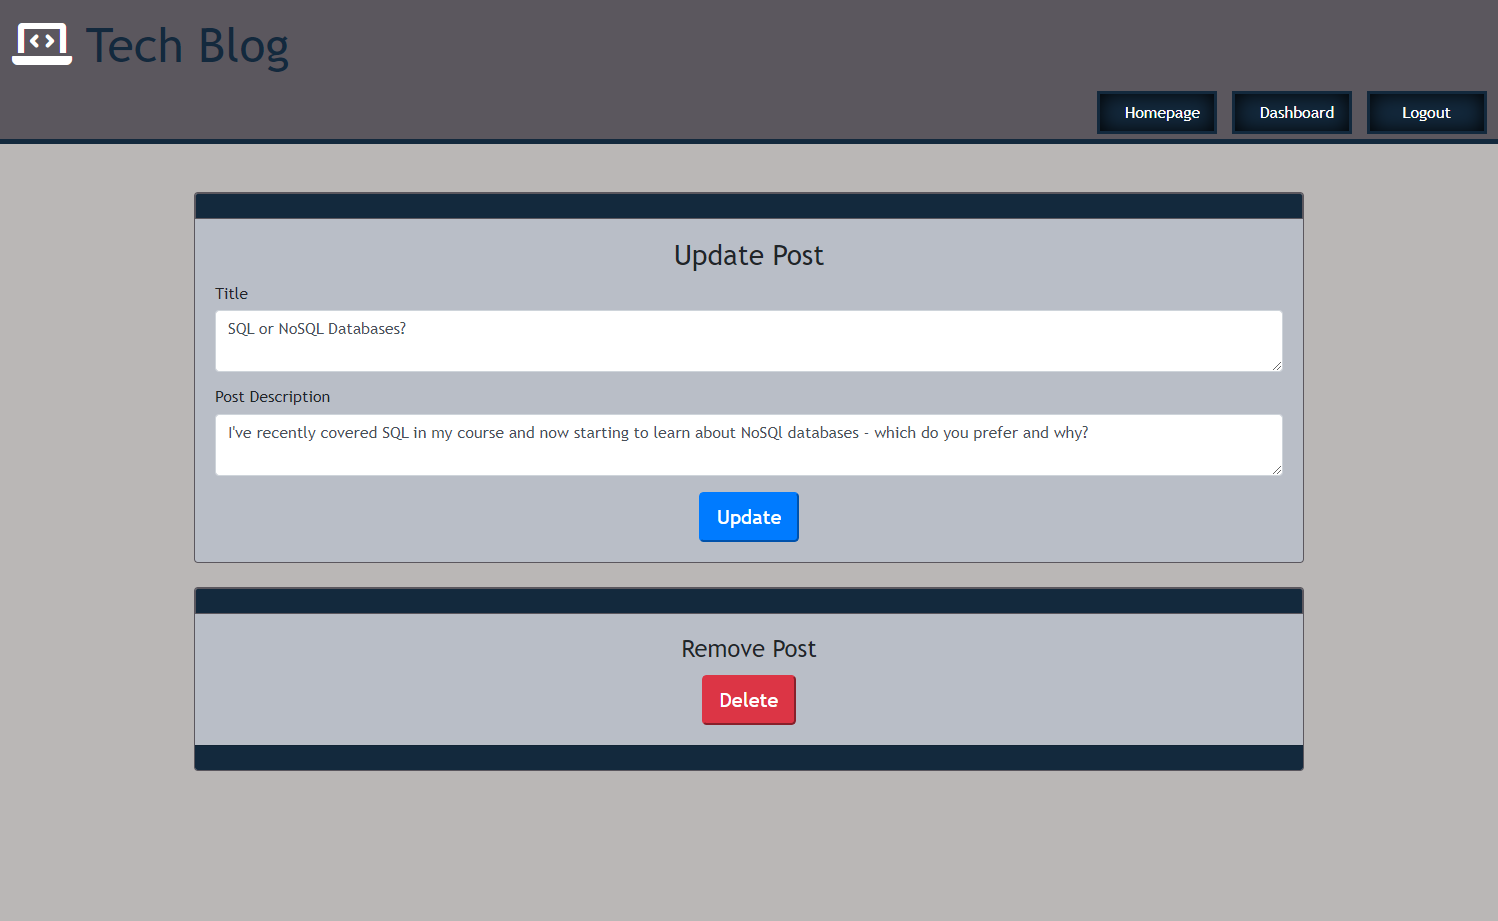 Tech Blog
Homepage
Dashboard
Logout
Update Post
Title
SQL or NoSQL Databases?
Post Description
I've recently covered SQL in my course and now starting to learn about NoSQl databases - which do you prefer and why?
Update
Remove Post
Delete